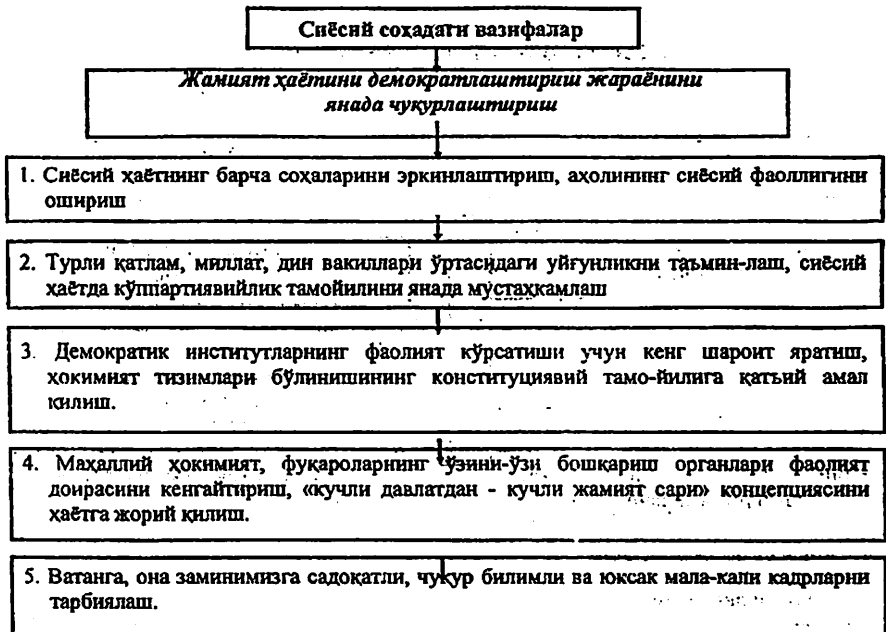 Сиёсий соҳадаги вазифалар
Жамият ҳаётини демократлаштириш жараёнини
янада чуқурлаштириш
1. Сиёсий ҳаётнинг барча соҳаларини эркинлаштириш, аҳолининг сиёсий фаоллигини
ошириш
2. Турли қатлам, миллат, дин вакиллари ўртасидаги уйғунликни таъмин-лаш, сиёсий
ҳаётда кўппартиявийлик тамойилини янада мустаҳкамлаш
3. Демократик институтларнинг фаолият кўрсатиши учун кенг шароит яратиш,
ҳокимият тизимлари бўлинишининг конституциявий тамо-йилига қатъий амал
қилиш.
4. Маҳаллий ҳокимият, фуқароларнинг ўзини-ўзи бошқариш органлари фаолият
доирасини кенгайтириш, «кучли давлатдан - кучли жамият сари» концепциясини
ҳаётга жорий қилиш.
5. Ватанга, она заминимизга садоқатли, чуқур билимли ва юксак мала-кали кадрларни
тарбиялаш.